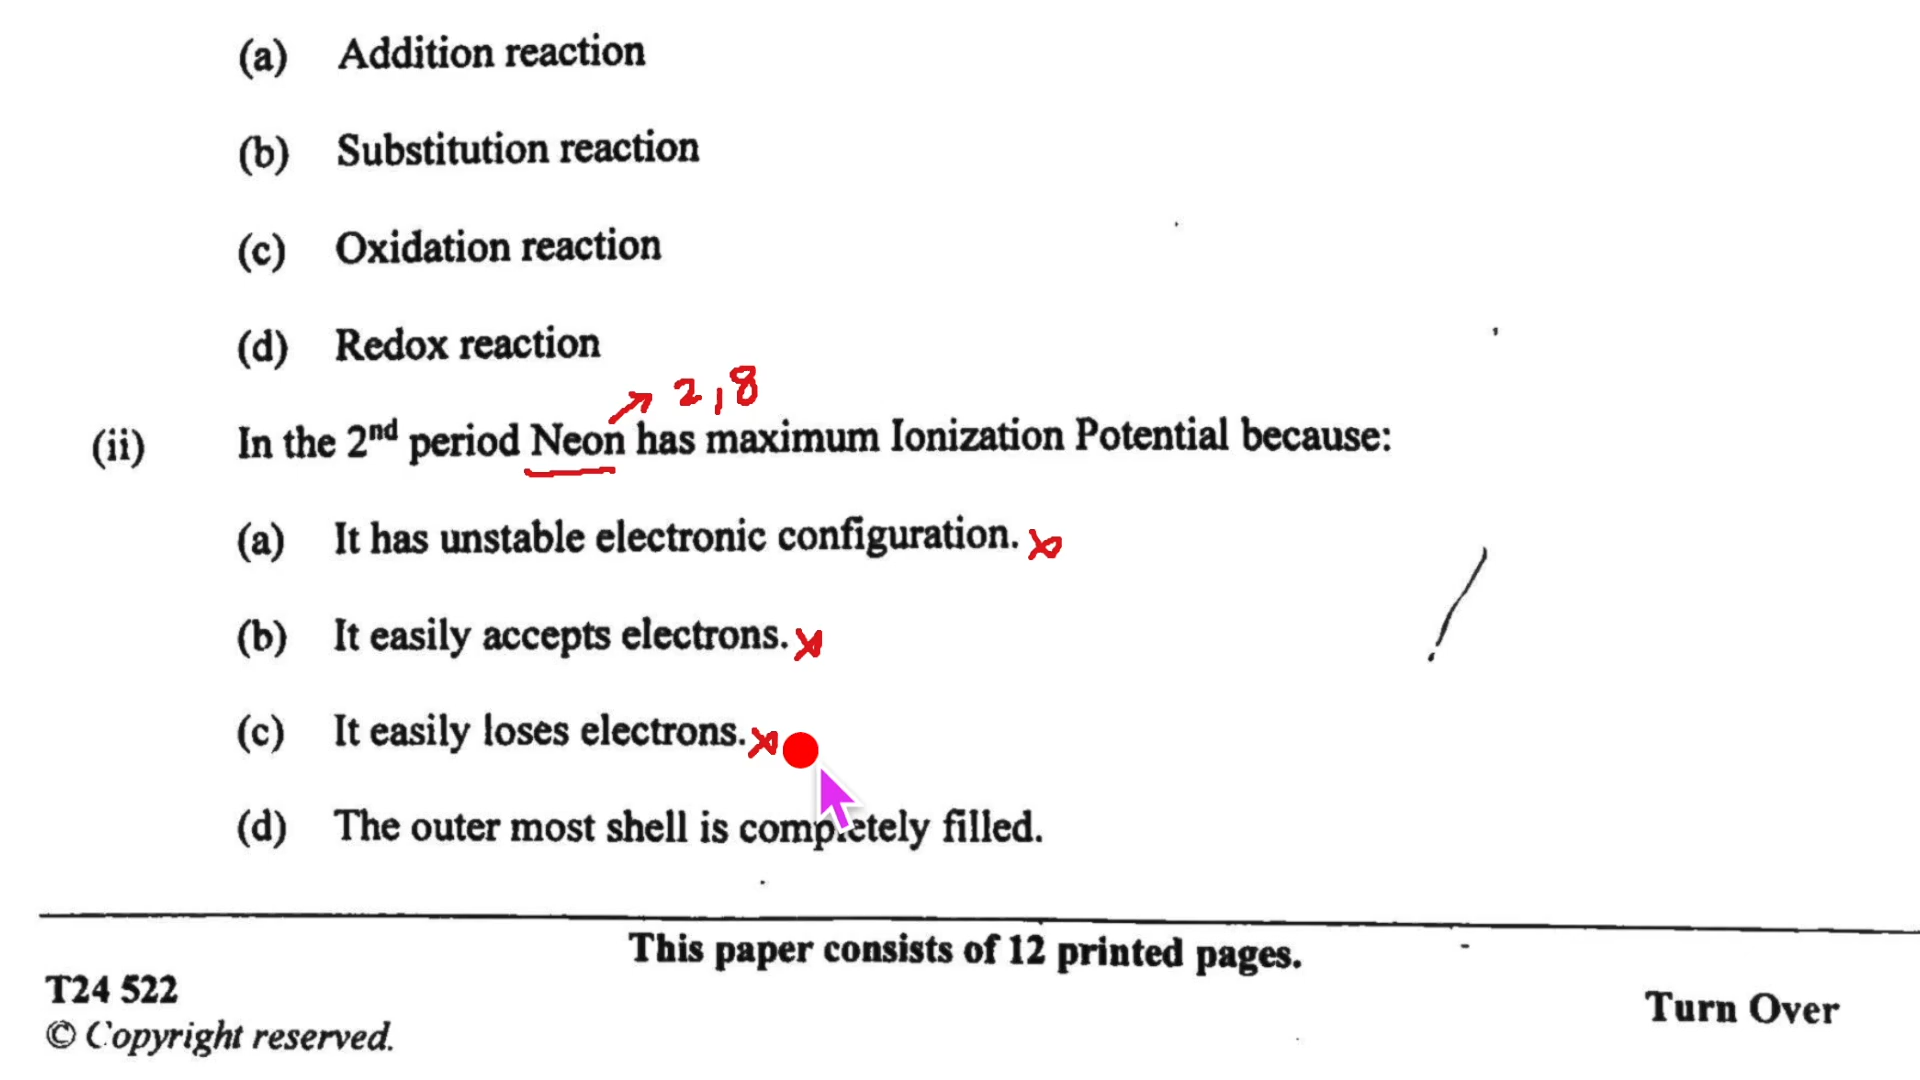 (a) Addition reaction
(b) Substitution reaction
(c) Oxidation reaction
(d) Redox reaction
2,8
(ii) In the 2nd period Neon has maximum Ionization Potential because:
(a) It has unstable electronic configuration.
(b) It easily accepts electrons.
(c) It easily loses electrons.
(d) The outer most shell is completely filled.
This paper consists of 12 printed pages.
T24 522
© Copyright reserved.
Turn Over